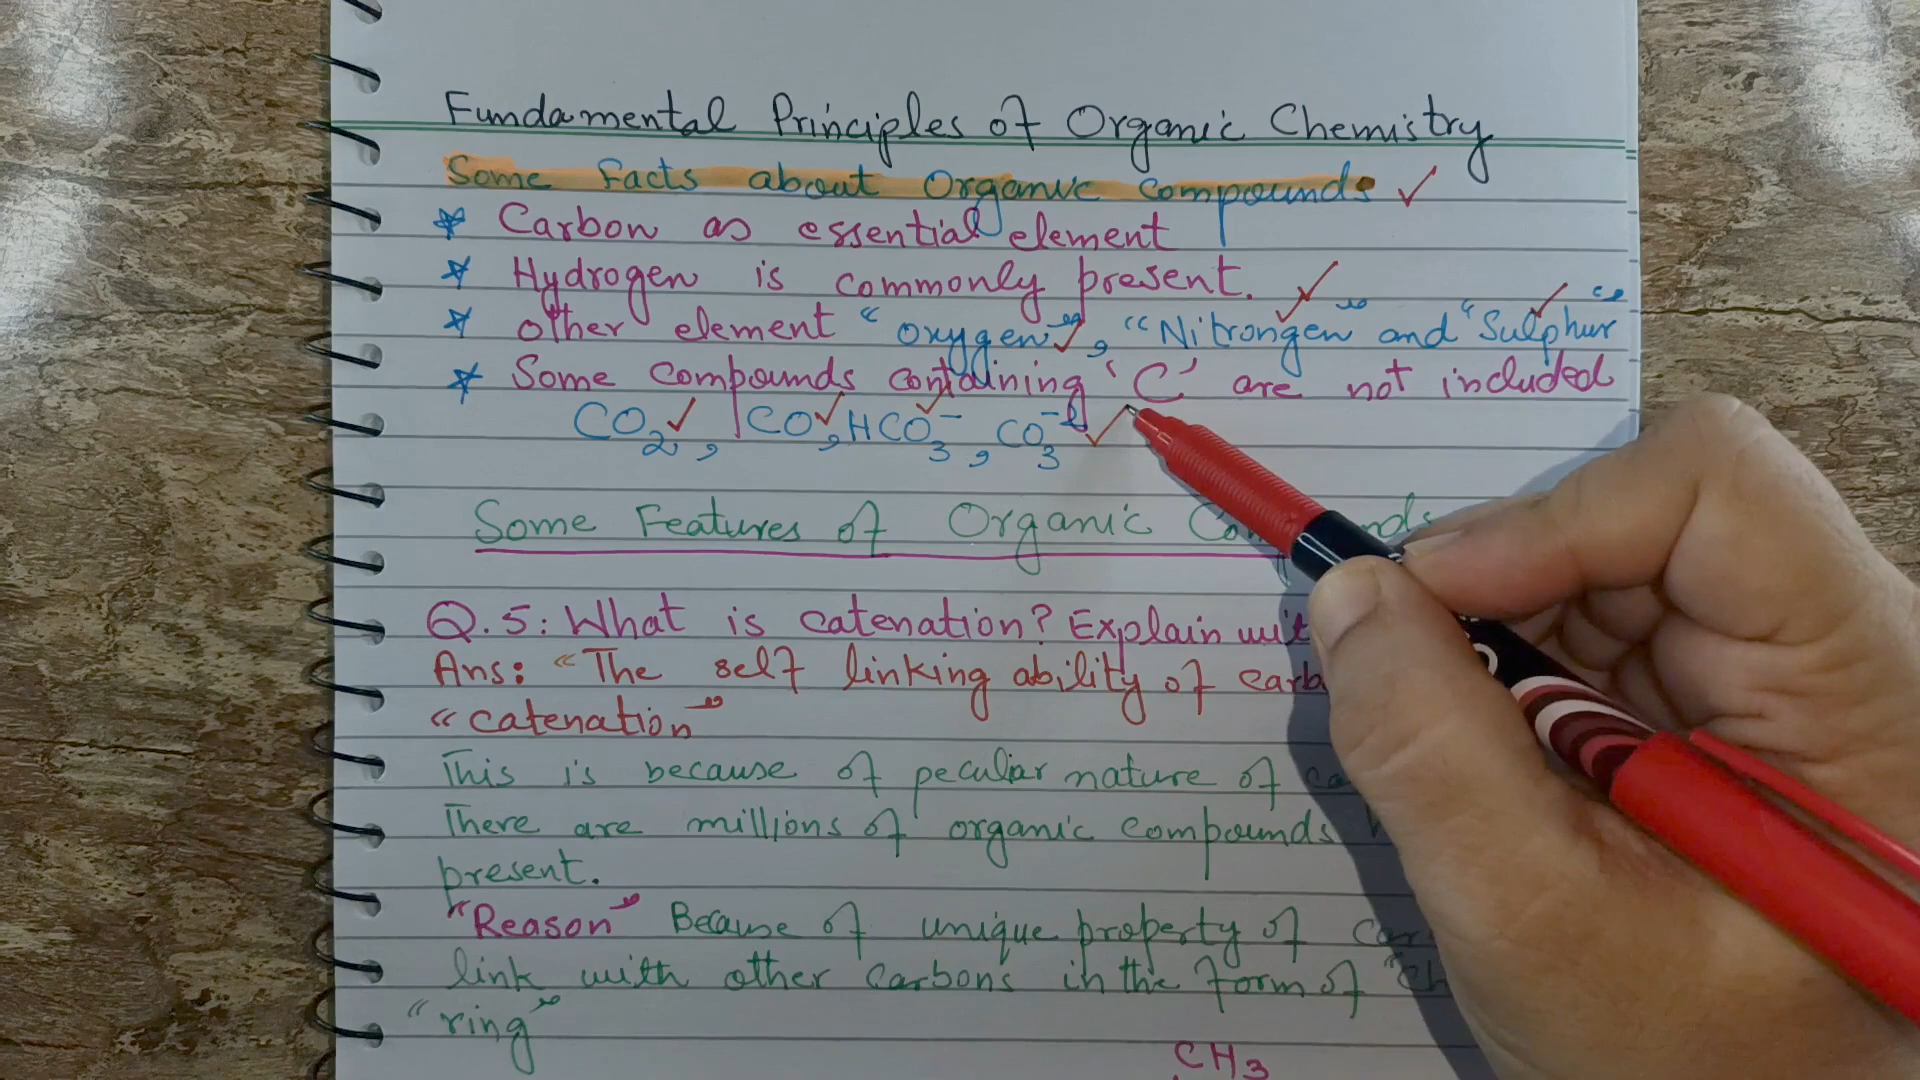 Fundamental Principles of Organic Chemistry
Some Facts about Organic Compounds
* Carbon as essential element
* Hydrogen is commonly present.
* other element "oxygen", "Nitrongen" and "Sulphur"
* Some compounds containing 'C' are not included
CO2, CO, HCO3-, CO3-2
Some Features of Organic
Q.5: What is catenation? Explain
Ans: "The self linking ability of
"catenation"
This is because of peculiar nature of
There are millions of organic compounds
present.
"Reason" Because of unique property of
link with other carbons in the form of
"ring"
CH3